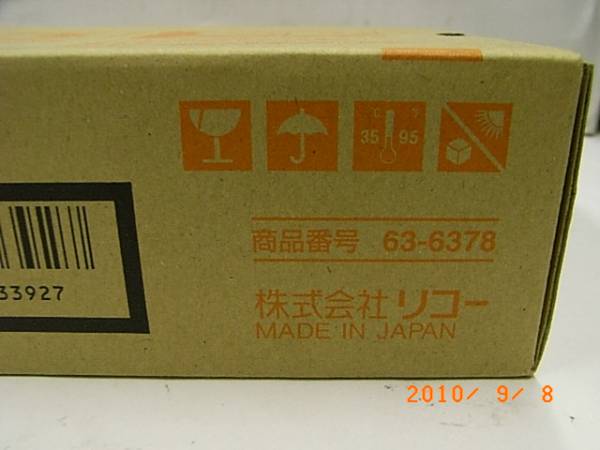 C F
35 95
商品番号 63-6378
33927
株式会社 リコー
MADE IN JAPAN
2010/ 9/ 8